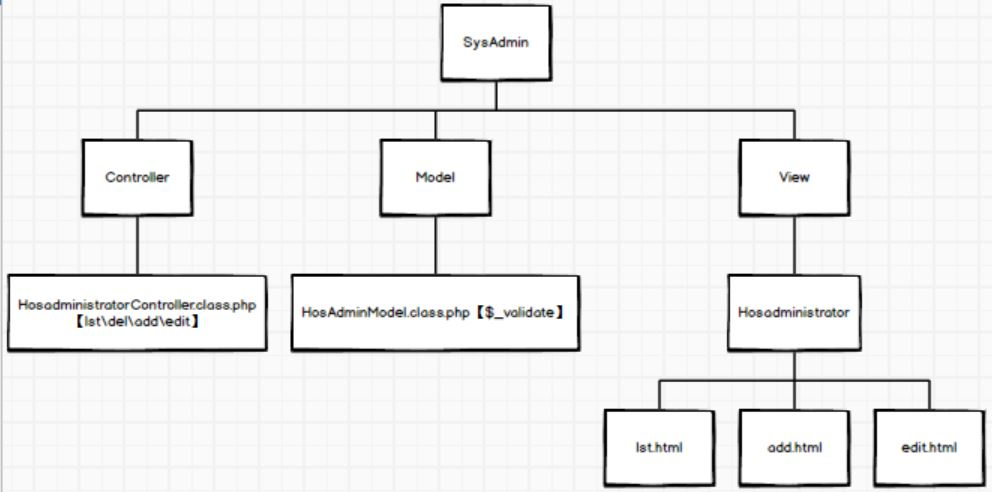 SysAdmin
Controller
Model
View
HosadministratorController.class.php
【lst\del\add\edit】
HosAdminModel.class.php【$_validate】
Hosadministrator
lst.html
add.html
edit.html